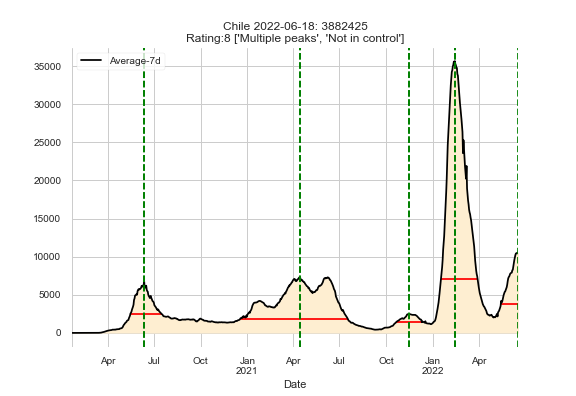 Chile 2022-06-18: 3882425
Rating:8 ['Multiple peaks', 'Not in control']
Average-7d
35000
30000
25000
20000
15000
10000
5000
0
Apr Jul Oct Jan Apr Jul Oct Jan Apr
2021 2022
Date